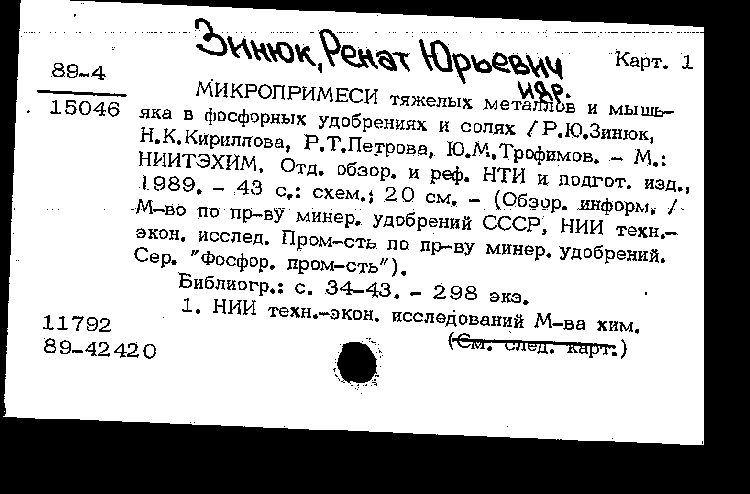 Зинюк, Ренат Юрьевич
и др.
Карт. 1
89-4
15046
МИКРОПРИМЕСИ тяжелых металлов и мышь-
яка в фосфорных удобрениях и солях / Р.Ю.Зинюк,
Н.К.Кириллова, Р.Т.Петрова, Ю.М.Трофимов. – М.:
НИИТЭХИМ. Отд. обзор. и реф. НТИ и подгот. изд.,
1989. – 43 с.: схем.; 20 см. – (Обзор. информ. /
М-во по пр-ву минер. удобрений СССР, НИИ техн.-
экон. исслед. Пром-сть по пр-ву минер. удобрений.
Сер. "Фосфор. пром-сть").
Библиогр.: с. 34-43. – 298 экз.
1. НИИ техн.-экон. исследований М-ва хим.
(См. след. карт.)
11792
89-42420